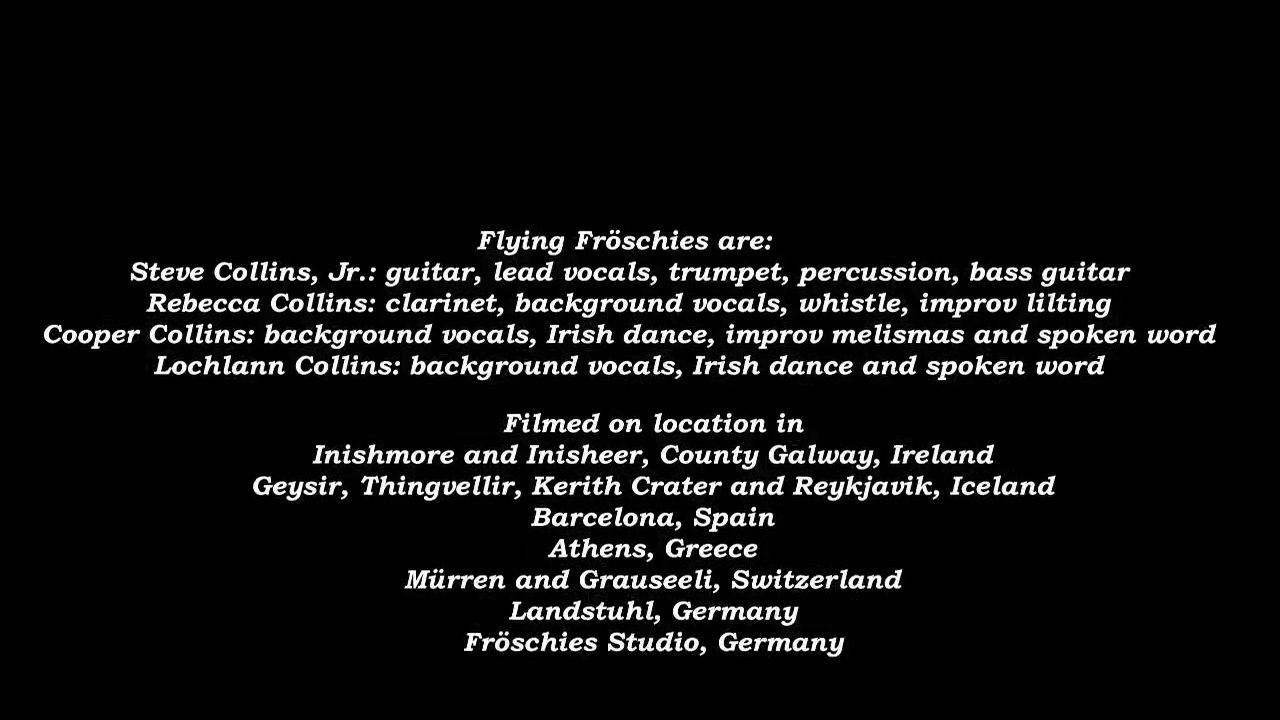 Flying Fröschies are:
Steve Collins, Jr.: guitar, lead vocals, trumpet, percussion, bass guitar
Rebecca Collins: clarinet, background vocals, whistle, improv lilting
Cooper Collins: background vocals, Irish dance, improv melismas and spoken word
Lochlann Collins: background vocals, Irish dance and spoken word
Filmed on location in
Inishmore and Inisheer, County Galway, Ireland
Geysir, Thingvellir, Kerith Crater and Reykjavik, Iceland
Barcelona, Spain
Athens, Greece
Mürren and Grauseeli, Switzerland
Landstuhl, Germany
Fröschies Studio, Germany